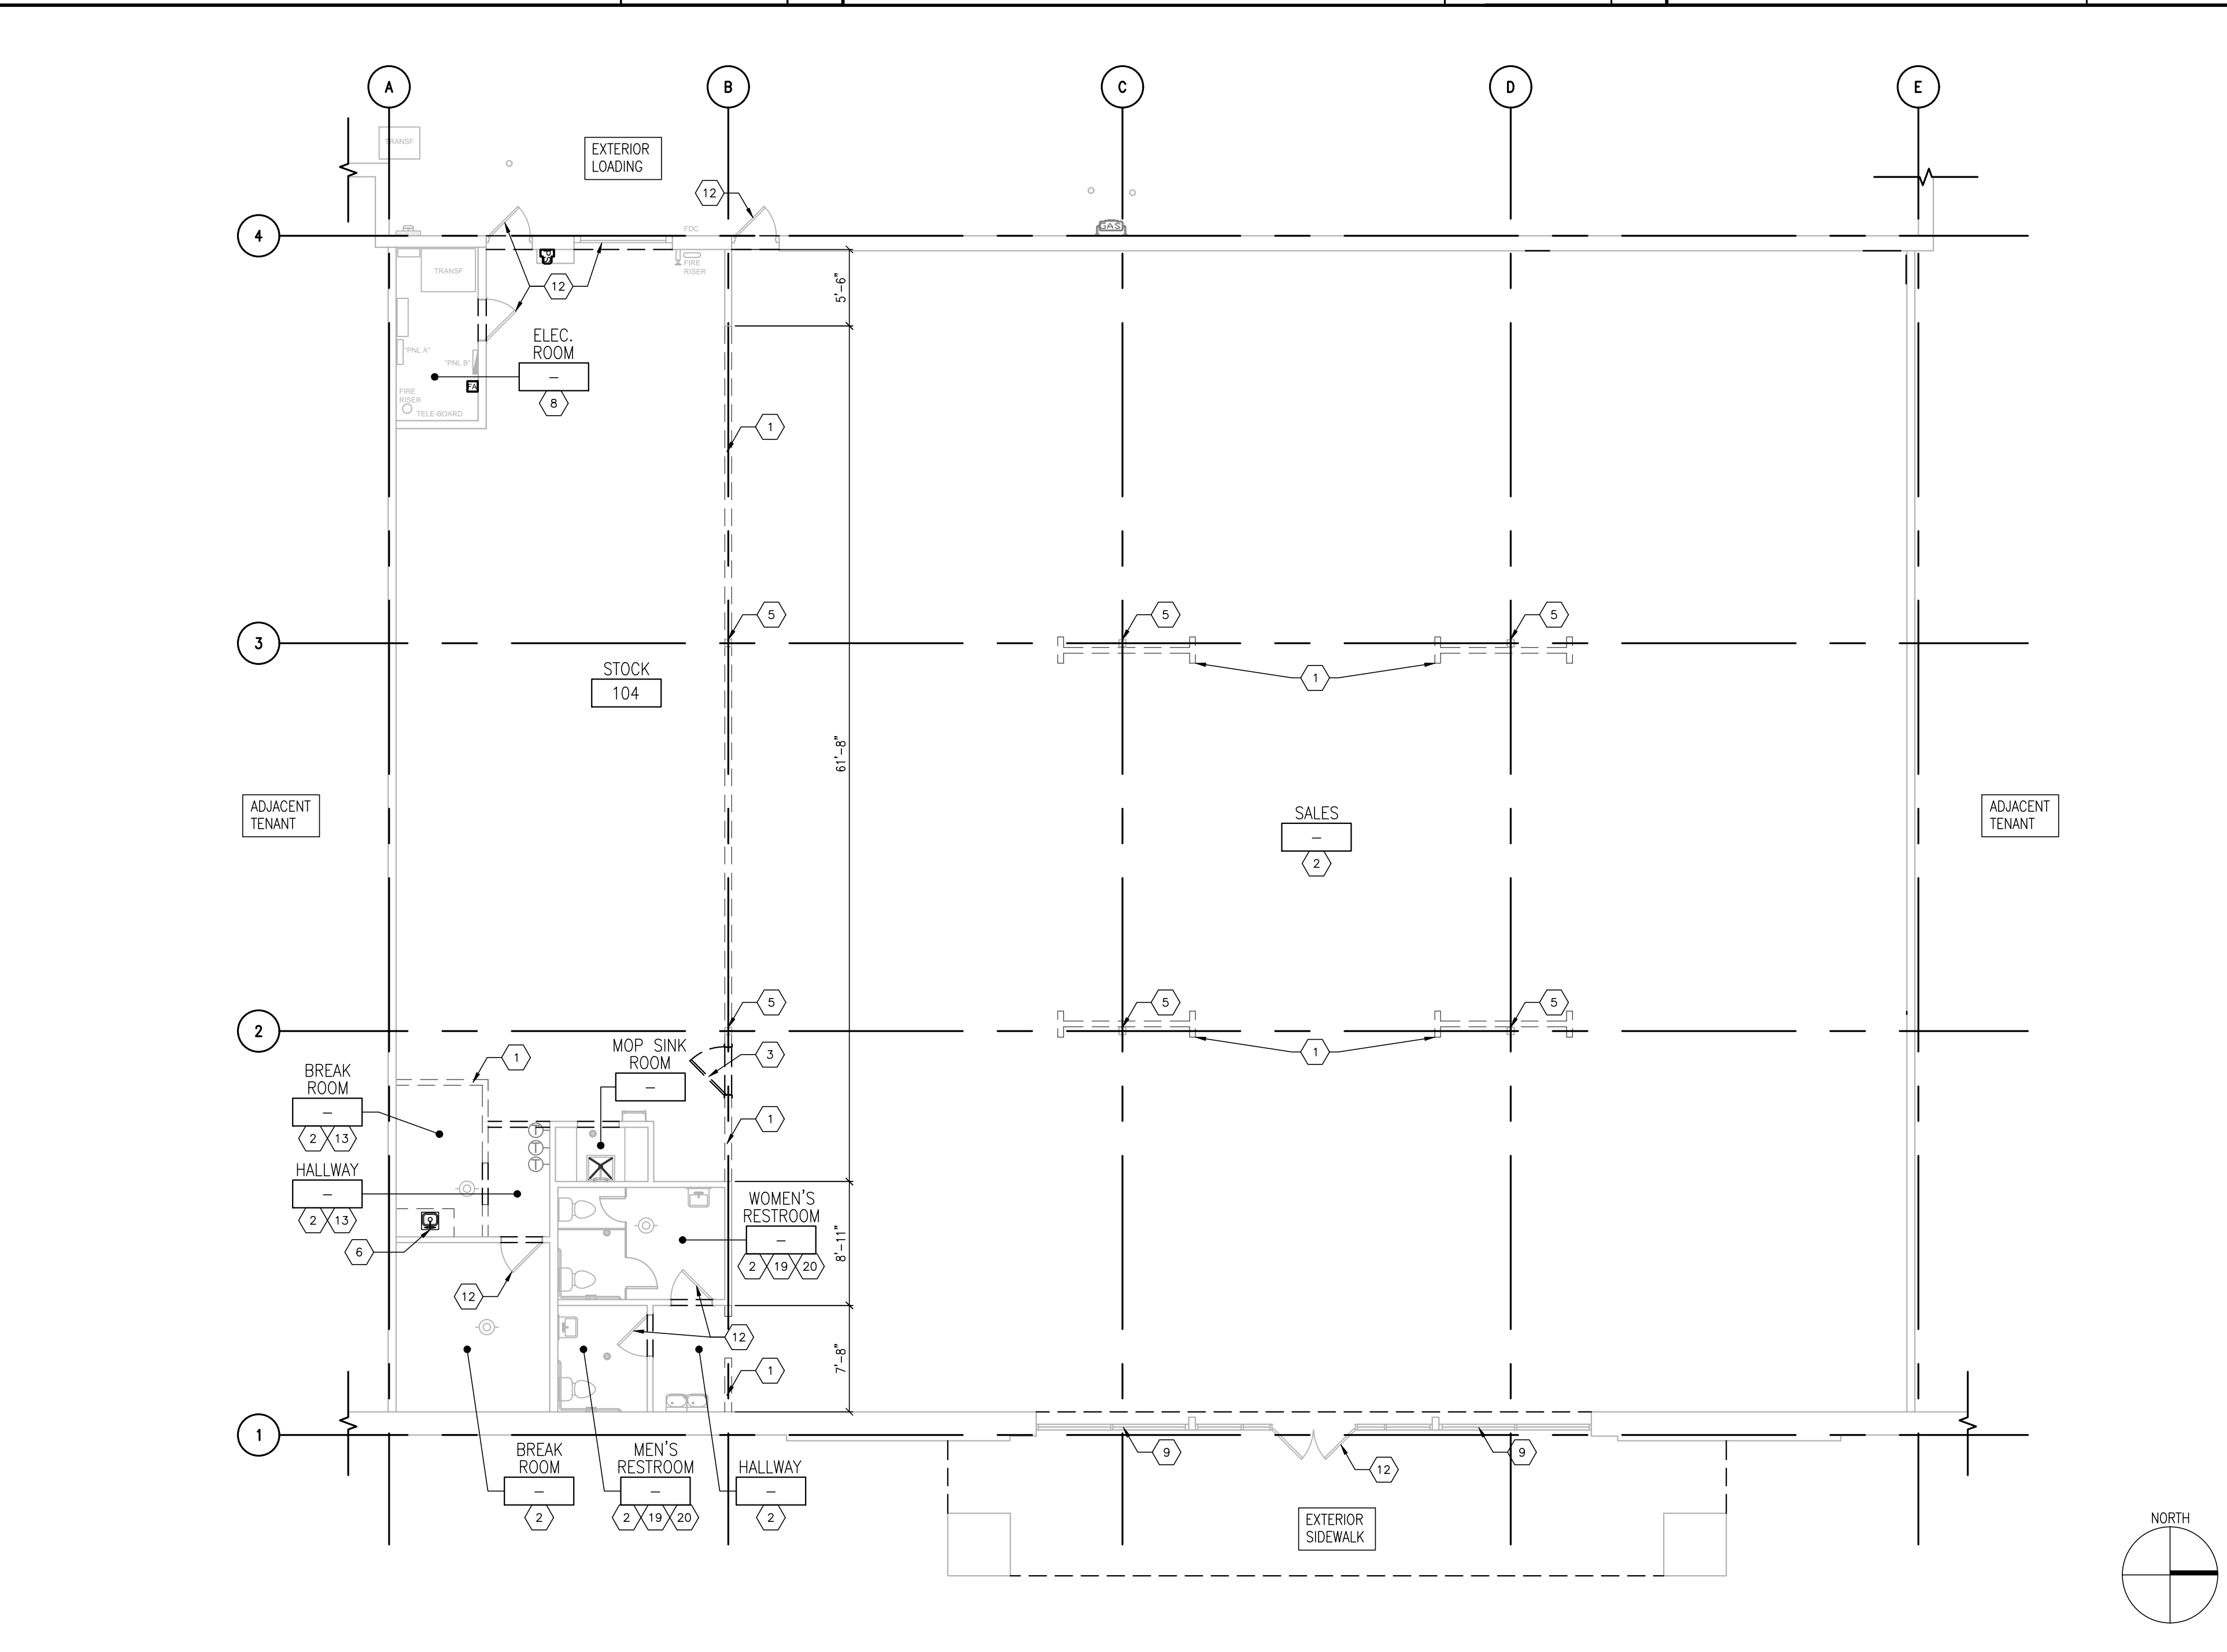 A
B
C
D
E
TRANSF
EXTERIOR
LOADING
12
4
FDC
GAS
TRANSF
FIRE
RISER
12
5'-6"
ELEC.
ROOM
"PNL A"
"PNL B"
–
FA
FIRE
RISER
8
TELE-BOARD
1
5
5
5
3
STOCK
104
1
61'-8"
ADJACENT
TENANT
SALES
–
2
ADJACENT
TENANT
5
5
5
2
MOP SINK
ROOM
–
3
1
1
BREAK
ROOM
–
2
13
1
T
T
T
HALLWAY
–
2
13
WOMEN'S
RESTROOM
–
2
19
20
8'-11"
6
12
12
7'-8"
1
1
9
9
12
BREAK
ROOM
–
2
MEN'S
RESTROOM
–
2
19
20
HALLWAY
–
2
EXTERIOR
SIDEWALK
NORTH